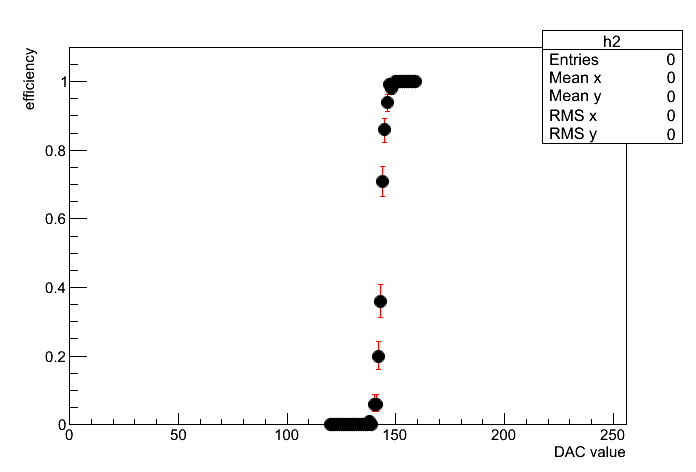 h2
Entries 0
Mean x 0
Mean y 0
RMS x 0
RMS y 0
efficiency
1
0.8
0.6
0.4
0.2
0
0 50 100 150 200 250
DAC value